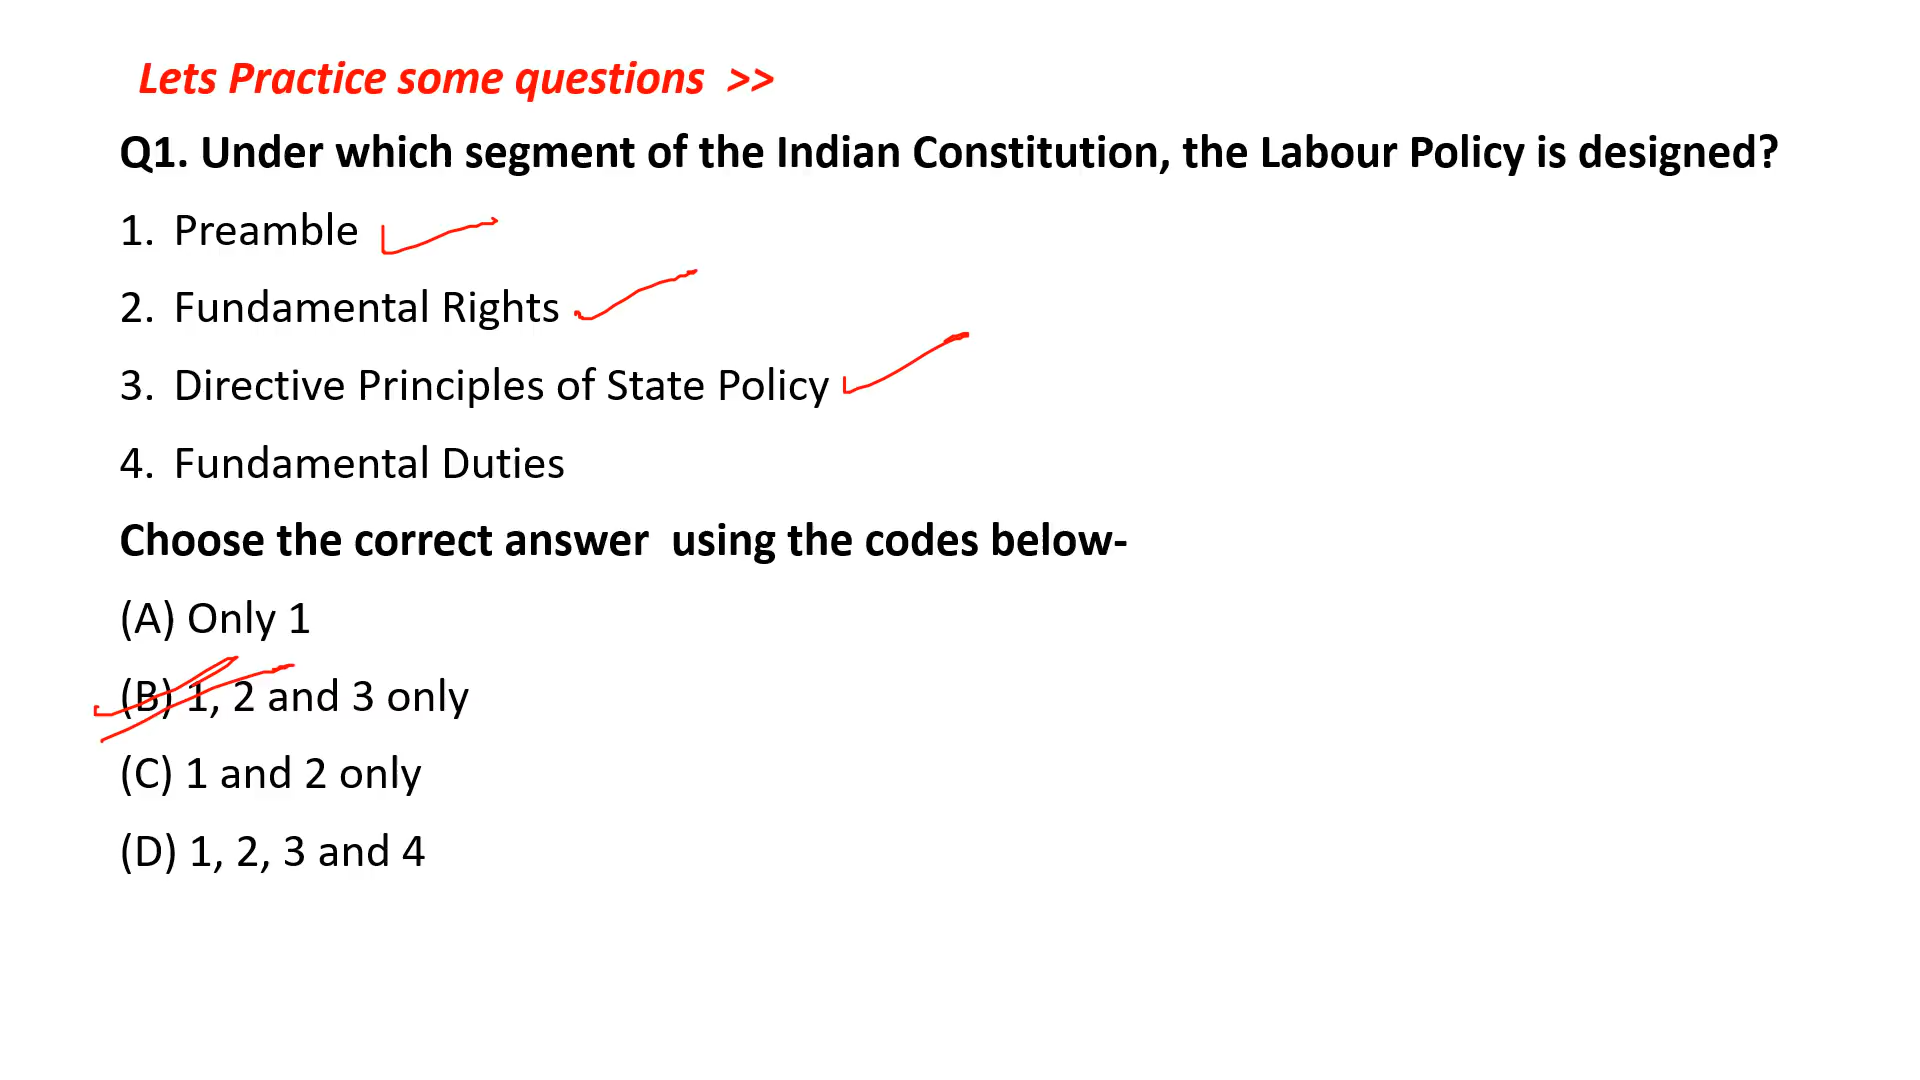 Lets Practice some questions >>
Q1. Under which segment of the Indian Constitution, the Labour Policy is designed?
1. Preamble
2. Fundamental Rights
3. Directive Principles of State Policy
4. Fundamental Duties
Choose the correct answer using the codes below-
(A) Only 1
(B) 1, 2 and 3 only
(C) 1 and 2 only
(D) 1, 2, 3 and 4